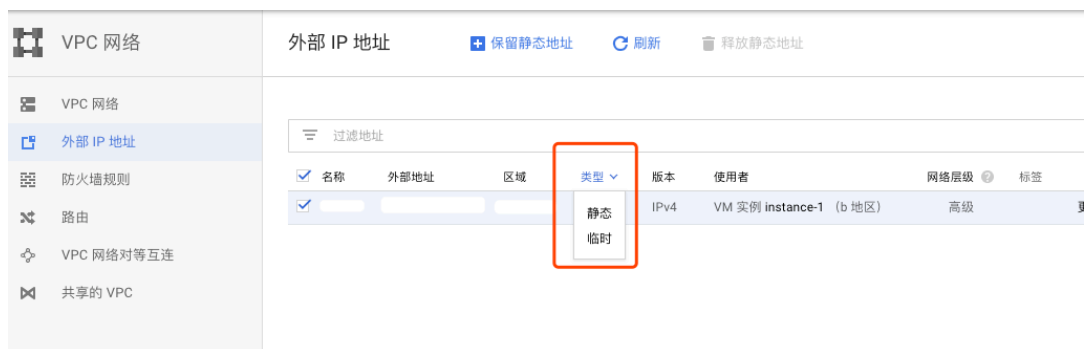 VPC 网络
外部 IP 地址 保留静态地址 刷新 释放静态地址
VPC 网络
外部 IP 地址
防火墙规则
路由
VPC 网络对等互连
共享的 VPC
过滤地址
名称 外部地址 区域 类型 版本 使用者 网络层级 标签
静态
临时
IPv4 VM 实例 instance-1 （b 地区） 高级